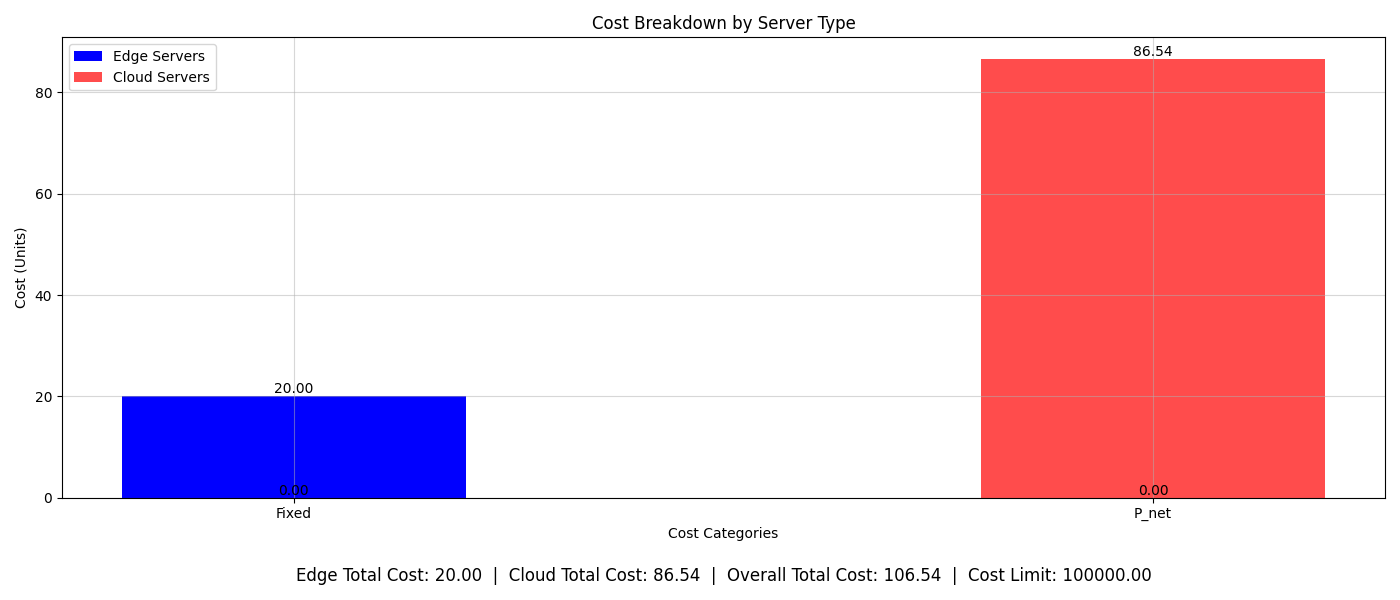 Cost Breakdown by Server Type
Edge Servers
Cloud Servers
86.54
80
60
40
20
0
Cost (Units)
20.00
0.00
0.00
Fixed
P_net
Cost Categories
Edge Total Cost: 20.00 | Cloud Total Cost: 86.54 | Overall Total Cost: 106.54 | Cost Limit: 100000.00